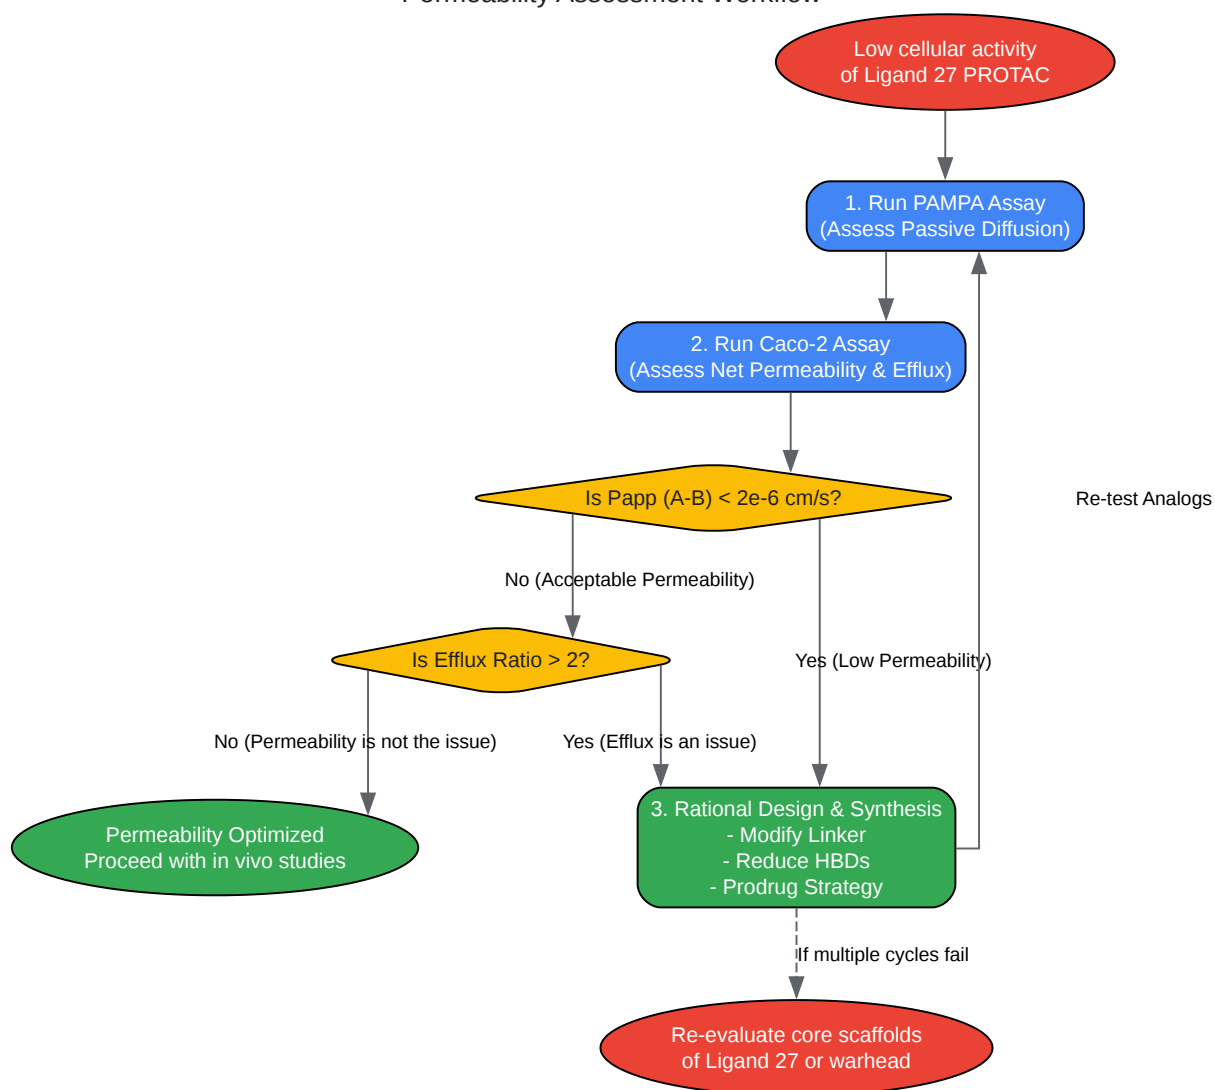 Permeability Assessment Workflow
Low cellular activity
of Ligand 27 PROTAC
1. Run PAMPA Assay
(Assess Passive Diffusion)
2. Run Caco-2 Assay
(Assess Net Permeability & Efflux)
Is Papp (A-B) < 2e-6 cm/s?
Re-test Analogs
No (Acceptable Permeability)
Is Efflux Ratio > 2?
Yes (Low Permeability)
No (Permeability is not the issue)
Yes (Efflux is an issue)
Permeability Optimized
Proceed with in vivo studies
3. Rational Design & Synthesis
- Modify Linker
- Reduce HBDs
- Prodrug Strategy
If multiple cycles fail
Re-evaluate core scaffolds
of Ligand 27 or warhead